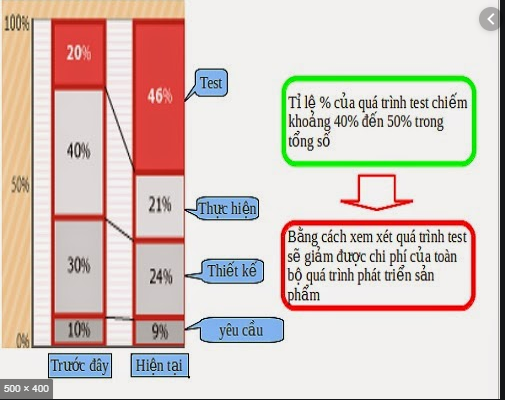 100%
50%
0%
20%
40%
30%
10%
46%
21%
24%
9%
Test
Thực hiện
Thiết kế
yêu cầu
Trước đây
Hiện tại
Tỉ lệ % của quá trình test chiếm
khoảng 40% đến 50% trong
tổng số
Bằng cách xem xét quá trình test
sẽ giảm được chi phí của toàn
bộ quá trình phát triển sản
phẩm
500 × 400